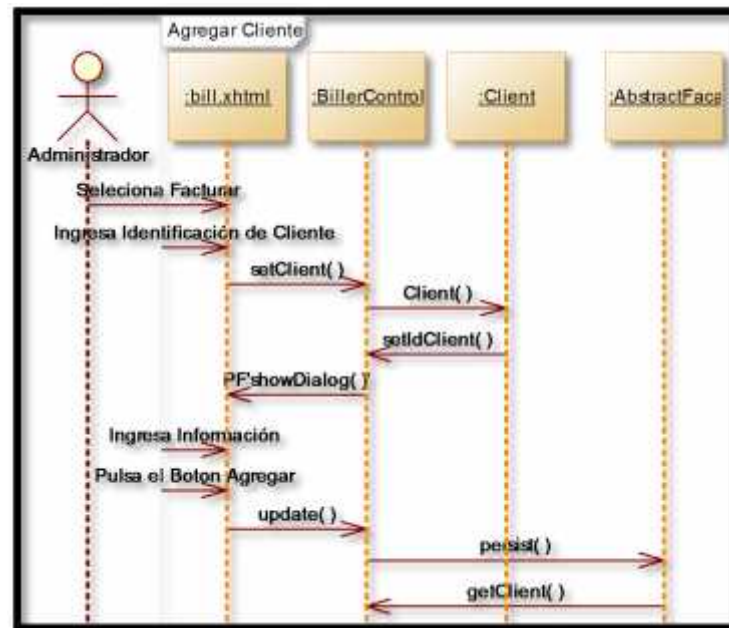 Agregar Cliente
:bill.xhtml
:BillerControl
:Client
:AbstractFaca
Administrador
Seleciona Facturar
Ingresa Identificación de Cliente
setClient( )
Client( )
setIdClient( )
PF'showDialog( )'
Ingresa Información
Pulsa el Boton Agregar
update( )
persist( )
getClient( )